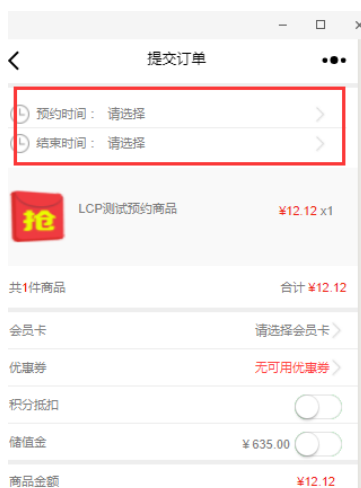 提交订单
预约时间： 请选择
结束时间： 请选择
抢
LCP测试预约商品 ¥12.12 x1
共1件商品 合计 ¥12.12
会员卡 请选择会员卡
优惠券 无可用优惠券
积分抵扣
储值金 ¥635.00
商品金额 ¥12.12